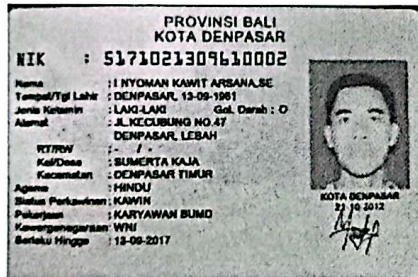 PROVINSI BALI
KOTA DENPASAR
NIK : 5171021309610002
Nama : I NYOMAN KAWIT ARSANA,SE
Tempat/Tgl Lahir : DENPASAR, 13-09-1961
Jenis Kelamin : LAKI-LAKI Gol. Darah : O
Alamat : JL.KECUBUNG NO.47
DENPASAR, LEBAH
RT/RW : - / -
Kel/Desa : SUMERTA KAJA
Kecamatan : DENPASAR TIMUR
Agama : HINDU
Status Perkawinan : KAWIN
Pekerjaan : KARYAWAN BUMD
Kewarganegaraan: WNI
Berlaku Hingga : 13-09-2017
KOTA DENPASAR
21-10-2012